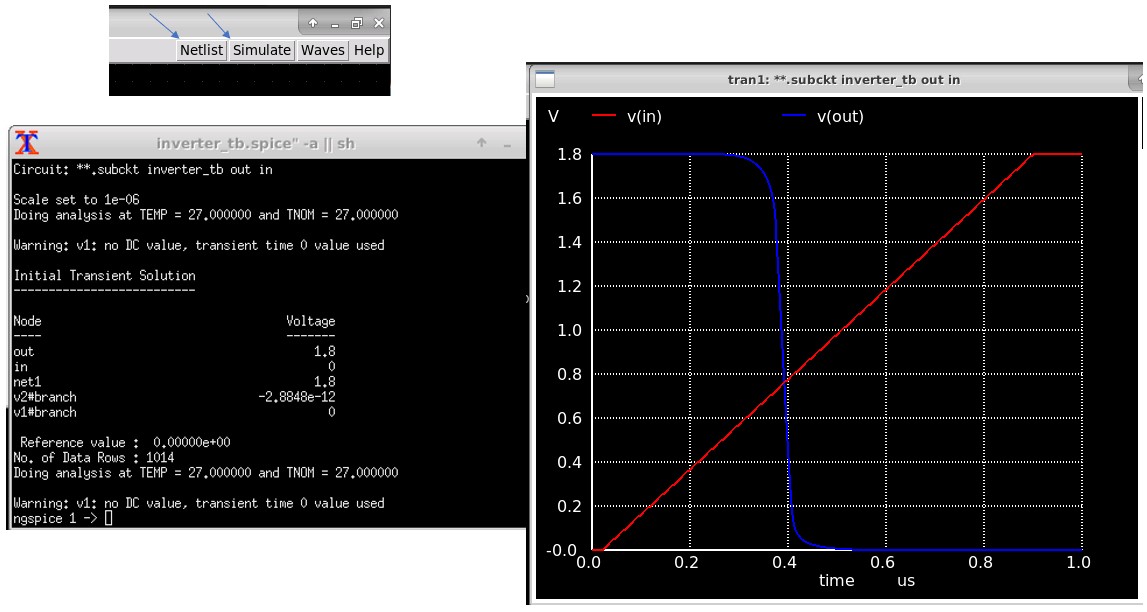 Netlist Simulate Waves Help
inverter_tb.spice" -a || sh
Circuit: **.subckt inverter_tb out in
Scale set to 1e-06
Doing analysis at TEMP = 27.000000 and TNOM = 27.000000
Warning: v1: no DC value, transient time 0 value used
Initial Transient Solution
--------------------------
Node Voltage
---- -------
out 1.8
in 0
net1 1.8
v2#branch -2.8848e-12
v1#branch 0
Reference value : 0.00000e+00
No. of Data Rows : 1014
Doing analysis at TEMP = 27.000000 and TNOM = 27.000000
Warning: v1: no DC value, transient time 0 value used
ngspice 1 ->
tran1: **.subckt inverter_tb out in
V v(in) v(out)
1.8
1.6
1.4
1.2
1.0
0.8
0.6
0.4
0.2
-0.0
0.0 0.2 0.4 0.6 0.8 1.0
time us